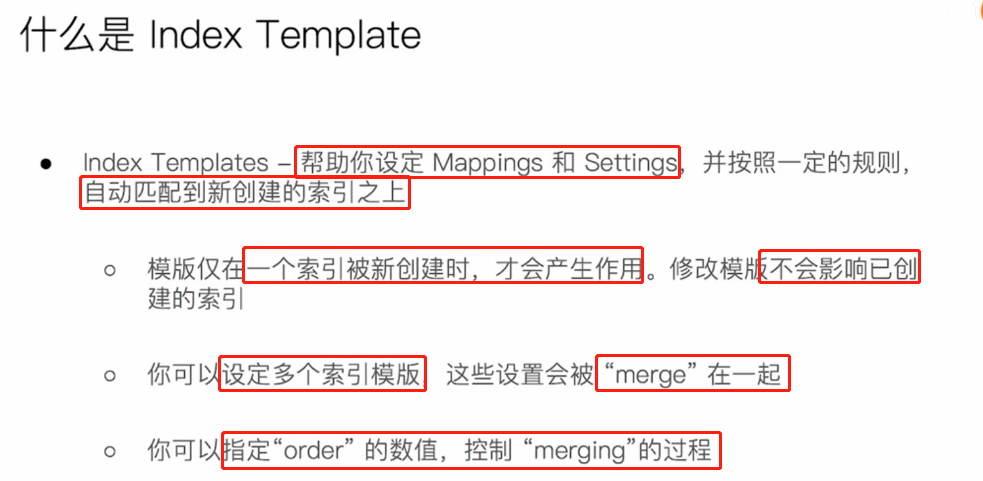 什么是 Index Template
● Index Templates – 帮助你设定 Mappings 和 Settings，并按照一定的规则，
自动匹配到新创建的索引之上
○ 模版仅在一个索引被新创建时，才会产生作用。修改模版不会影响已创
建的索引
○ 你可以设定多个索引模版，这些设置会被 “merge” 在一起
○ 你可以指定“order” 的数值，控制 “merging”的过程